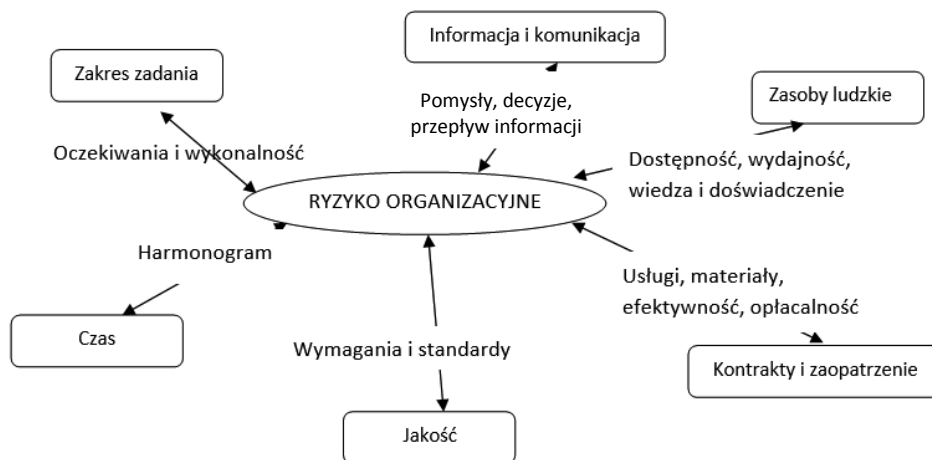 Informacja i komunikacja
Zakres zadania
Zasoby ludzkie
Pomysły, decyzje,
przepływ informacji
Oczekiwania i wykonalność
Dostępność, wydajność,
wiedza i doświadczenie
RYZYKO ORGANIZACYJNE
Harmonogram
Usługi, materiały,
efektywność, opłacalność
Czas
Wymagania i standardy
Kontrakty i zaopatrzenie
Jakość